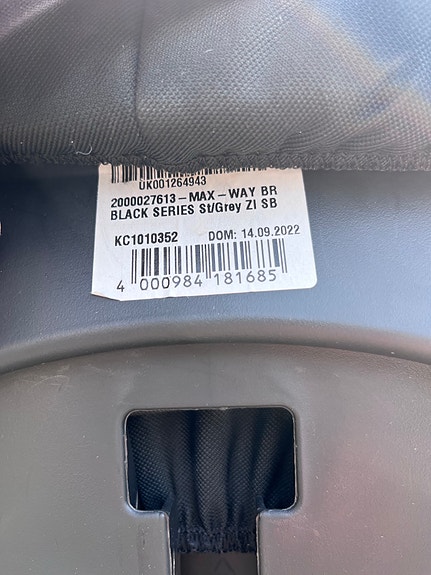 UK001264943
2000027613-MAX-WAY BR
BLACK SERIES St/Grey ZI SB
KC1010352 DOM: 14.09.2022
4 000984 181685